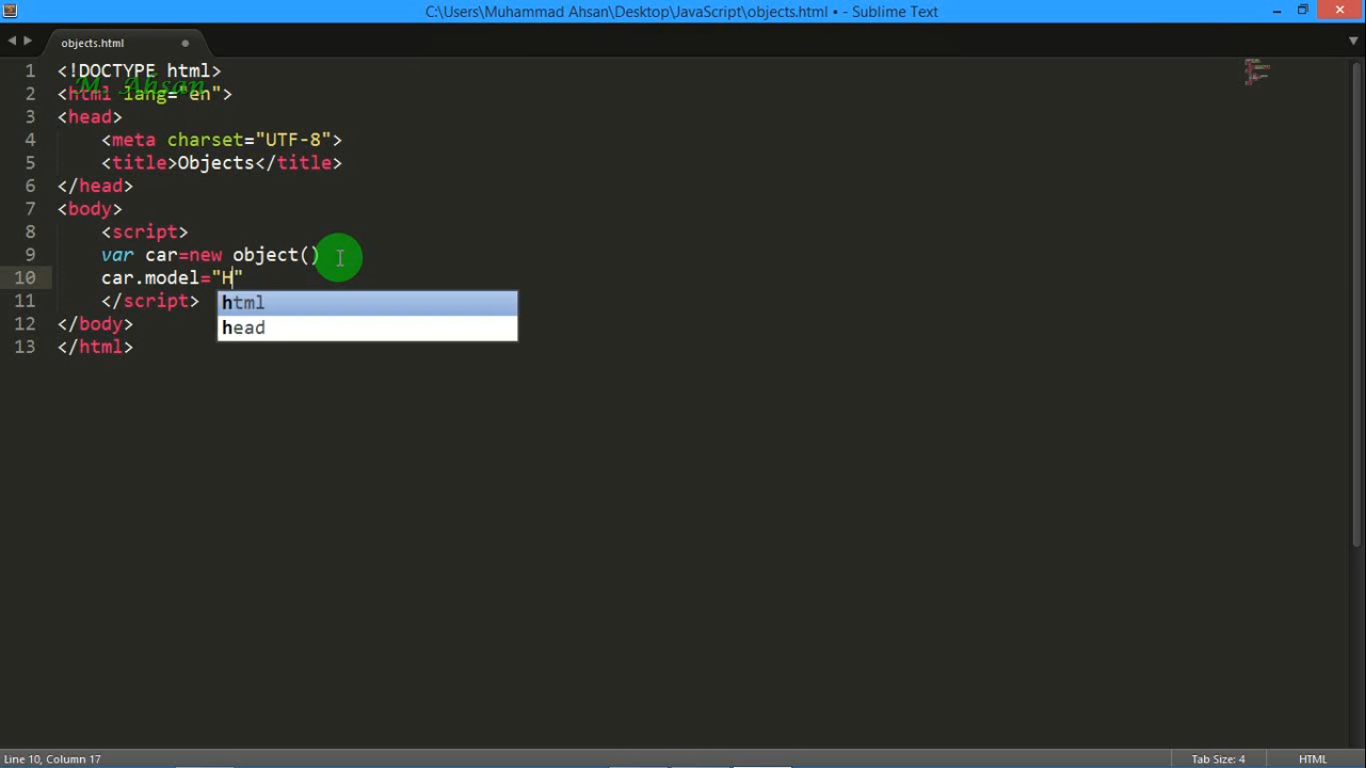 C:\Users\Muhammad Ahsan\Desktop\JavaScript\objects.html • - Sublime Text
objects.html
1 <!DOCTYPE html>
M. Ahsan
2 <html lang="en">
3 <head>
4 <meta charset="UTF-8">
5 <title>Objects</title>
6 </head>
7 <body>
8 <script>
9 var car=new object()
10 car.model="H"
11 </script>
html
head
12 </body>
13 </html>
Line 10, Column 17
Tab Size: 4
HTML